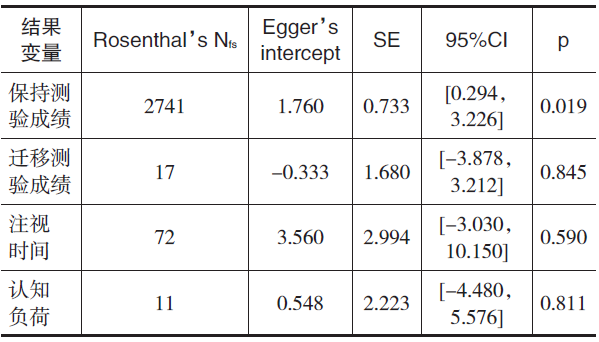 结果 变量 Rosenthal’s Nfs Egger’s intercept SE 95%CI p
保持测 验成绩 2741 1.760 0.733 [0.294, 3.226] 0.019
迁移测 验成绩 17 –0.333 1.680 [–3.878, 3.212] 0.845
注视 时间 72 3.560 2.994 [–3.030, 10.150] 0.590
认知 负荷 11 0.548 2.223 [–4.480, 5.576] 0.811